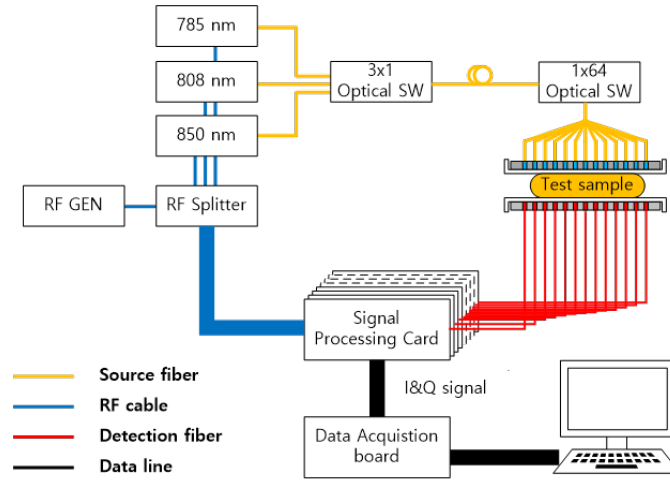 785 nm
808 nm
850 nm
3x1
Optical SW
1x64
Optical SW
Test sample
RF GEN
RF Splitter
Signal
Processing Card
I&Q signal
Data Acquistion
board
Source fiber
RF cable
Detection fiber
Data line